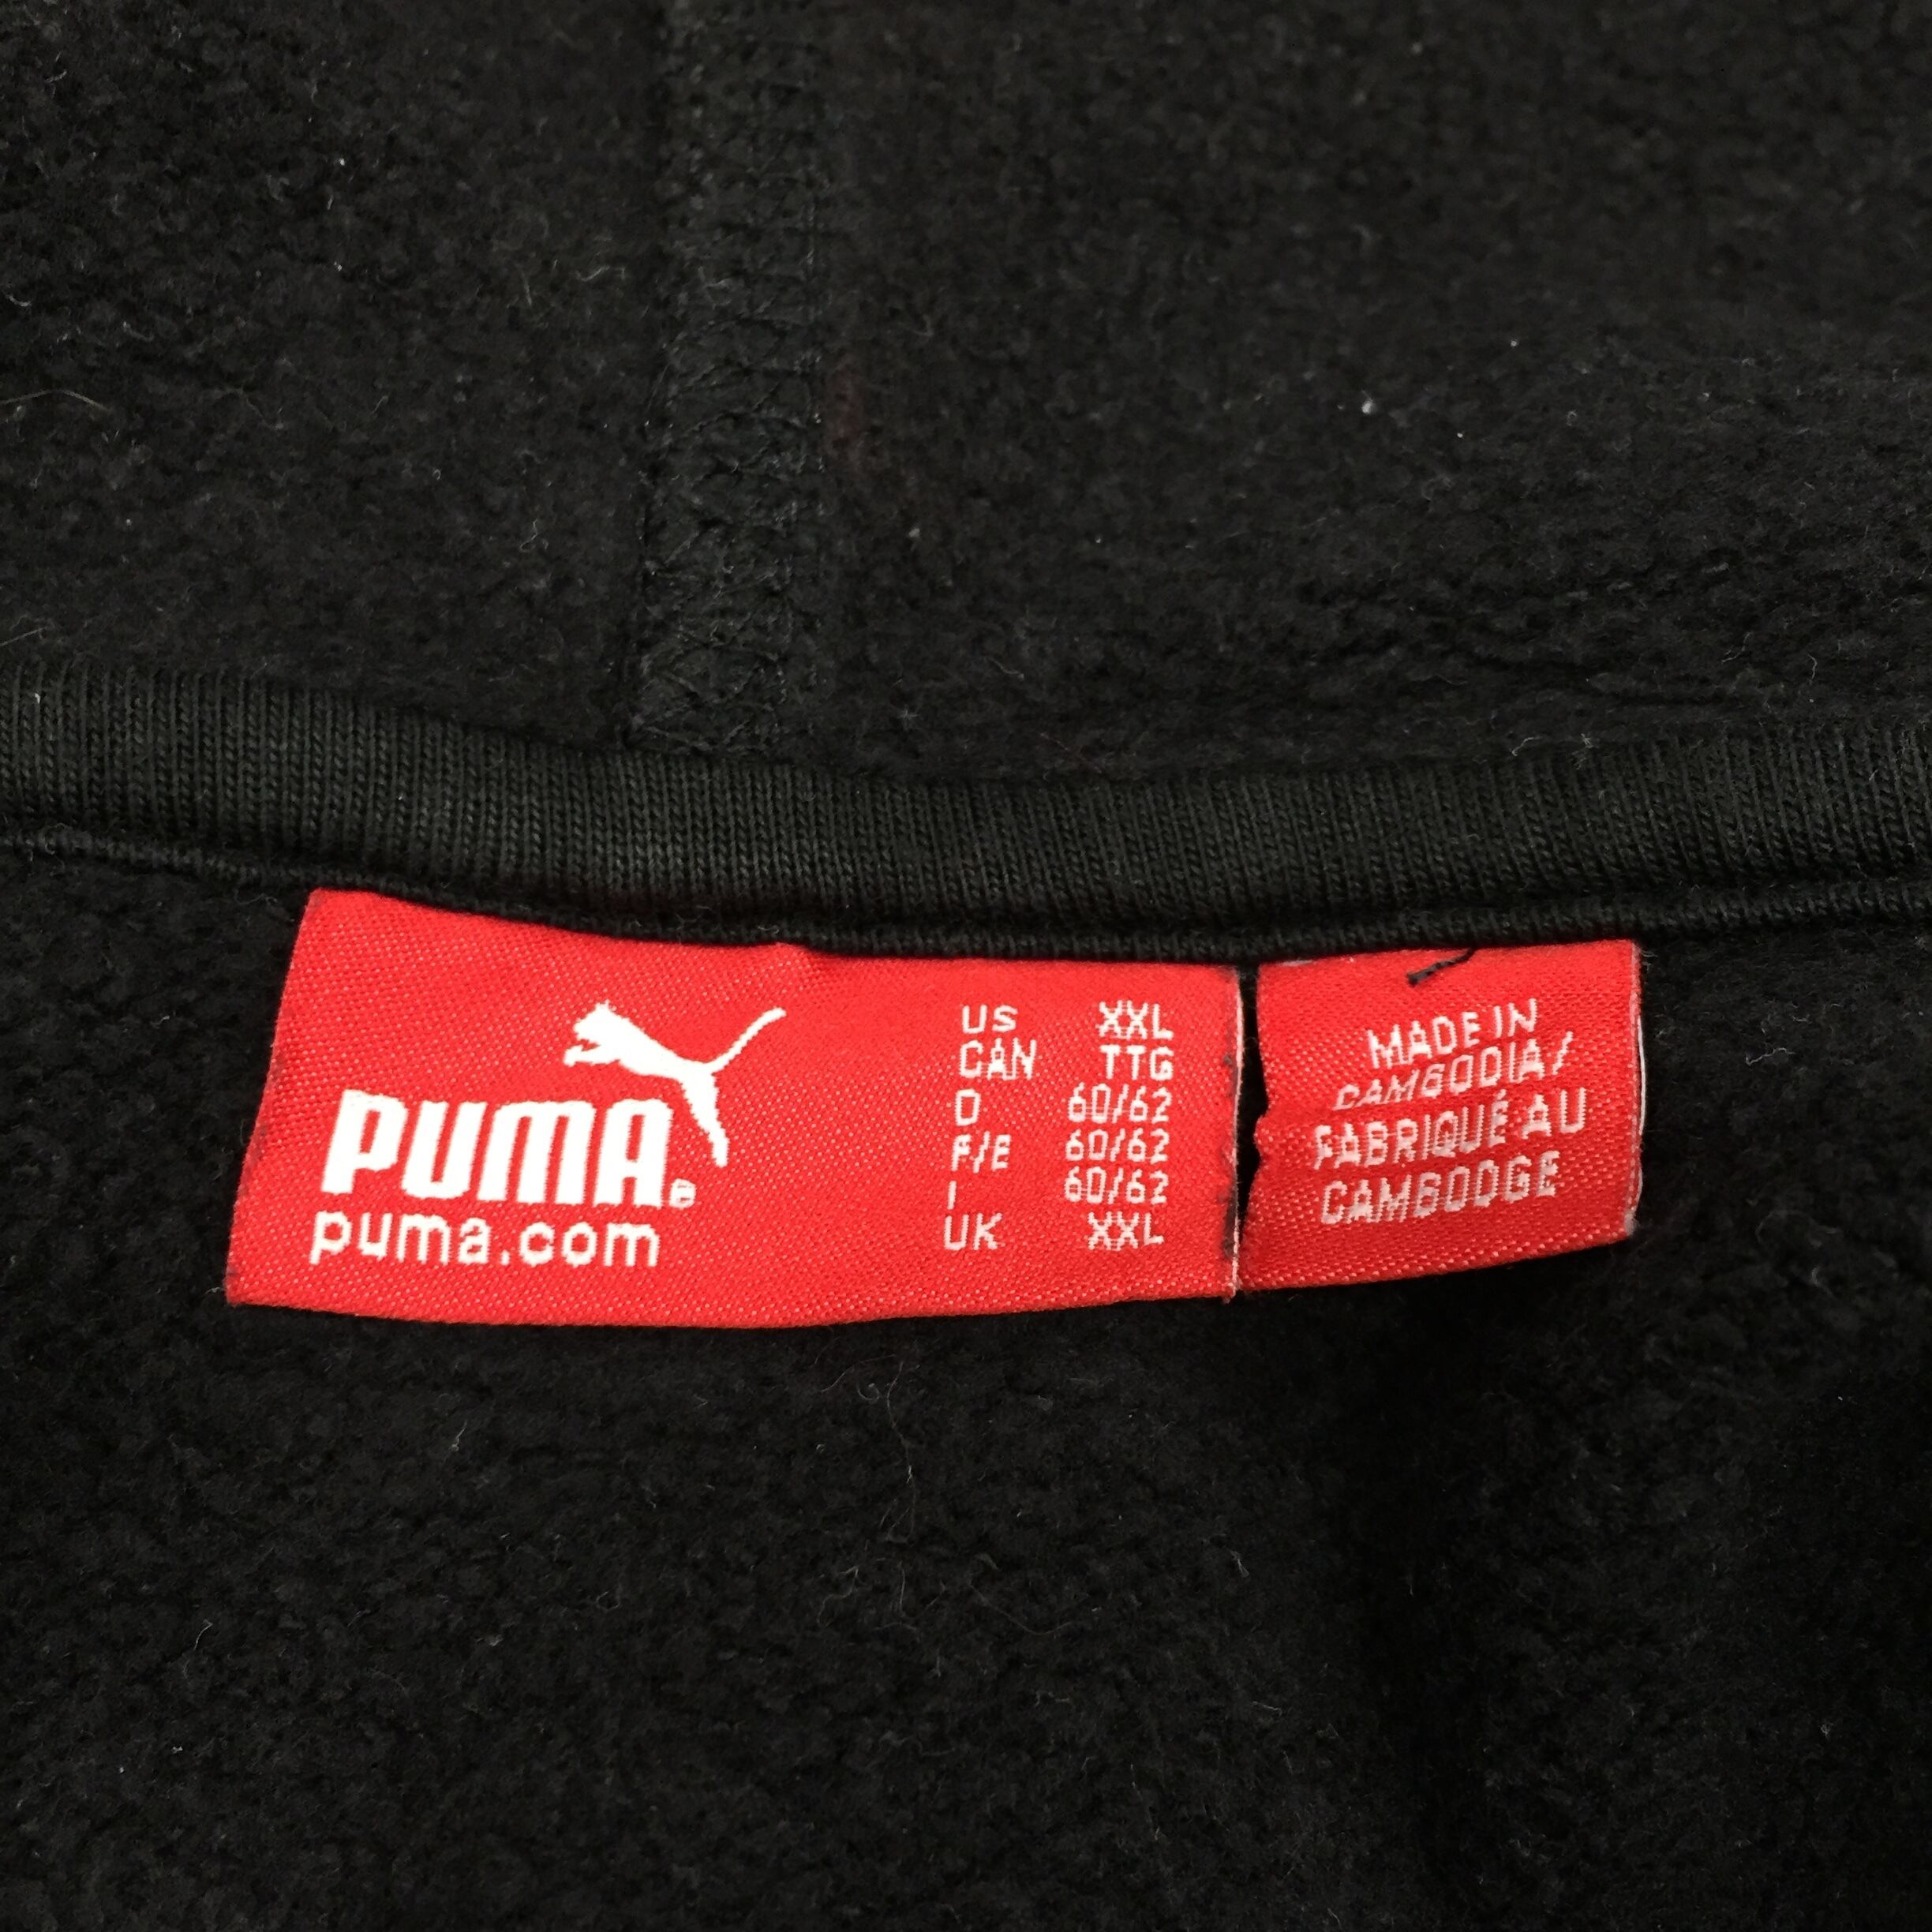 PUMA®
puma.com
US XXL
CAN TTG
D 60/62
F/E 60/62
I 60/62
UK XXL
MADE IN
CAMBODIA/
FABRIQUÉ AU
CAMBODGE